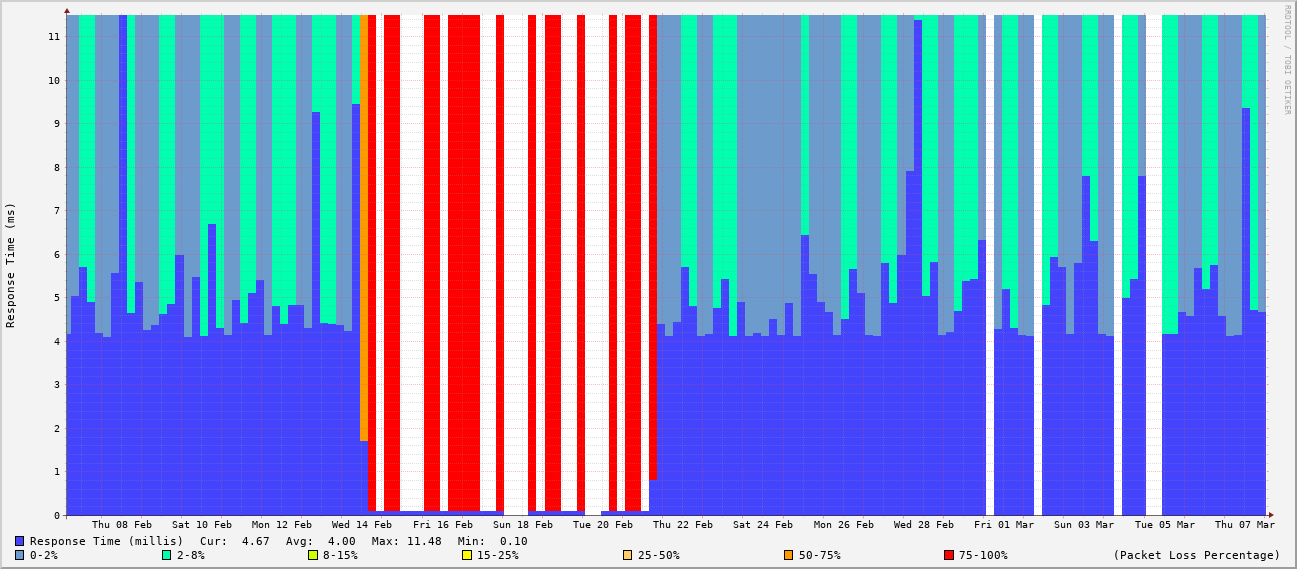 RRDTOOL / TOBI OETIKER
Response Time (ms)
11
10
9
8
7
6
5
4
3
2
1
0
Thu 08 Feb Sat 10 Feb Mon 12 Feb Wed 14 Feb Fri 16 Feb Sun 18 Feb Tue 20 Feb Thu 22 Feb Sat 24 Feb Mon 26 Feb Wed 28 Feb Fri 01 Mar Sun 03 Mar Tue 05 Mar Thu 07 Mar
Response Time (millis) Cur: 4.67 Avg: 4.00 Max: 11.48 Min: 0.10
0-2% 2-8% 8-15% 15-25% 25-50% 50-75% 75-100% (Packet Loss Percentage)